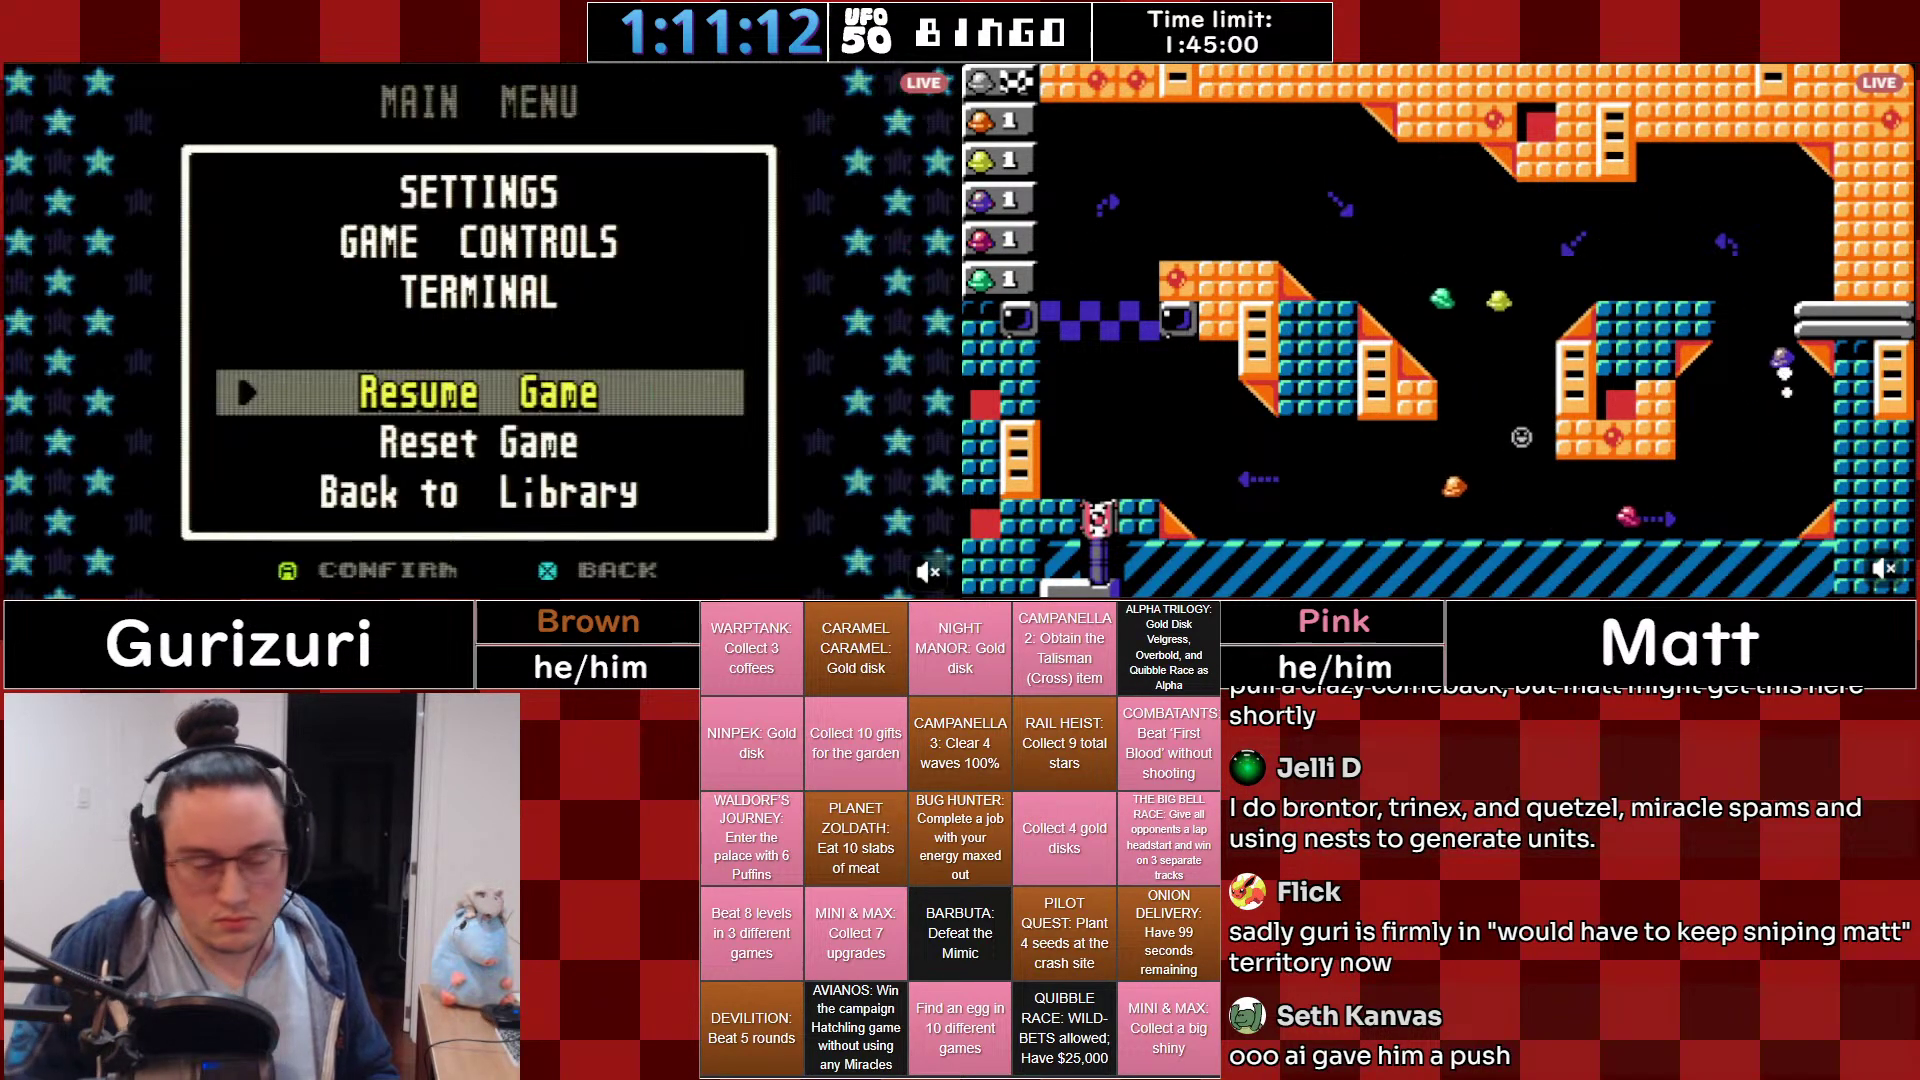 1:11:12
UFO 50
BINGO
Time limit:
1:45:00
LIVE
MAIN MENU
SETTINGS
GAME CONTROLS
TERMINAL
Resume Game
Reset Game
Back to Library
A CONFIRM
X BACK
LIVE
1
1
1
1
1
Gurizuri
Brown
he/him
WARPTANK:
Collect 3
coffees
CARAMEL
CARAMEL:
Gold disk
NIGHT
MANOR: Gold
disk
CAMPANELLA
2: Obtain the
Talisman
(Cross) item
ALPHA TRILOGY:
Gold Disk
Velgress,
Overbold, and
Quibble Race as
Alpha
NINPEK: Gold
disk
Collect 10 gifts
for the garden
CAMPANELLA
3: Clear 4
waves 100%
RAIL HEIST:
Collect 9 total
stars
COMBATANTS:
Beat 'First
Blood' without
shooting
WALDORF'S
JOURNEY:
Enter the
palace with 6
Puffins
PLANET
ZOLDATH:
Eat 10 slabs
of meat
BUG HUNTER:
Complete a job
with your
energy maxed
out
Collect 4 gold
disks
THE BIG BELL
RACE: Give all
opponents a lap
headstart and win
on 3 separate
tracks
Beat 8 levels
in 3 different
games
MINI & MAX:
Collect 7
upgrades
BARBUTA:
Defeat the
Mimic
PILOT
QUEST: Plant
4 seeds at the
crash site
ONION
DELIVERY:
Have 99
seconds
remaining
DEVILITION:
Beat 5 rounds
AVIANOS: Win
the campaign
Hatchling game
without using
any Miracles
Find an egg in
10 different
games
QUIBBLE
RACE: WILD-
BETS allowed;
Have $25,000
MINI & MAX:
Collect a big
shiny
Pink
he/him
Matt
pull a crazy comeback, but matt might get this here
shortly
Jelli D
I do brontor, trinex, and quetzel, miracle spams and
using nests to generate units.
Flick
sadly guri is firmly in "would have to keep sniping matt"
territory now
Seth Kanvas
ooo ai gave him a push